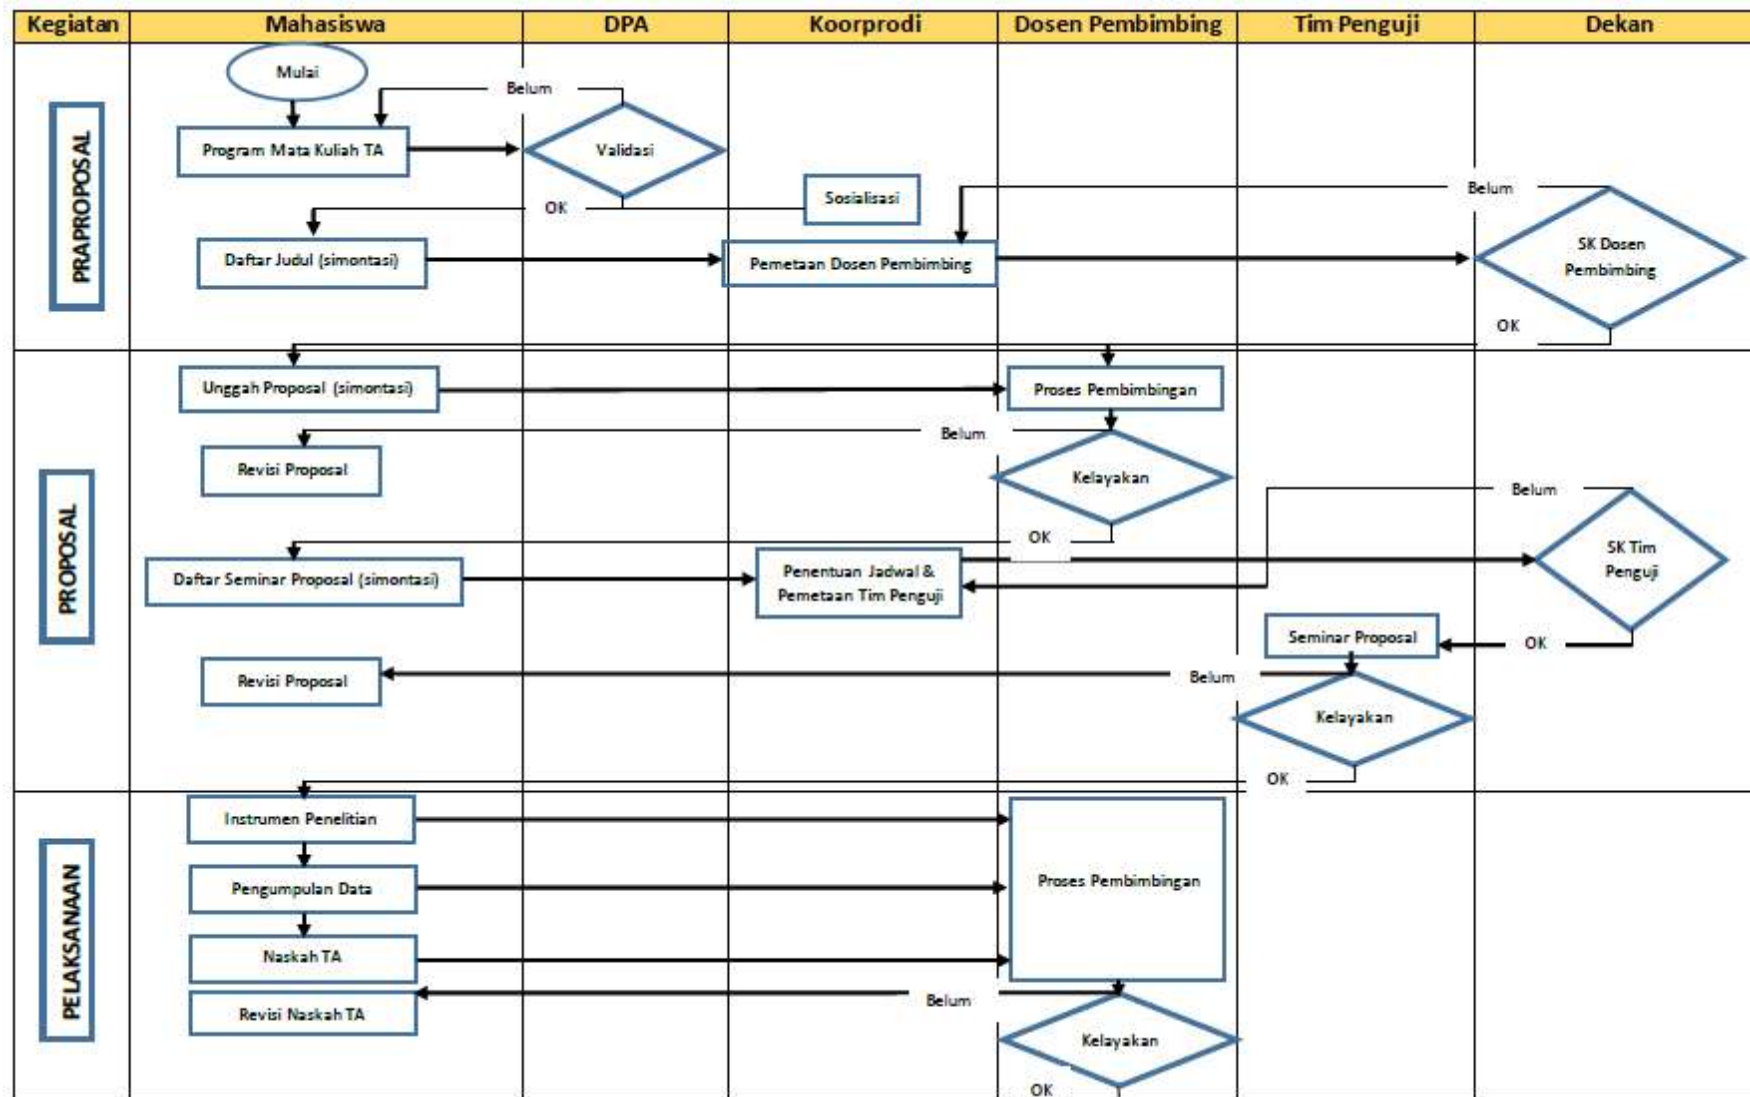 Kegiatan Mahasiswa DPA Koorprodi Dosen Pembimbing Tim Penguji Dekan
PRAPROPOSAL
Mulai
Belum
Program Mata Kuliah TA
Validasi
Sosialisasi
Belum
OK
Daftar Judul (simontasi)
Pemetaan Dosen Pembimbing
SK Dosen
Pembimbing
OK
PROPOSAL
Unggah Proposal (simontasi)
Proses Pembimbingan
Belum
Revisi Proposal
Kelayakan
Belum
OK
Daftar Seminar Proposal (simontasi)
Penentuan Jadwal &
Pemetaan Tim Penguji
SK Tim
Penguji
Seminar Proposal
OK
Revisi Proposal
Belum
Kelayakan
OK
PELAKSANAAN
Instrumen Penelitian
Pengumpulan Data
Proses Pembimbingan
Naskah TA
Belum
Revisi Naskah TA
Kelayakan
OK